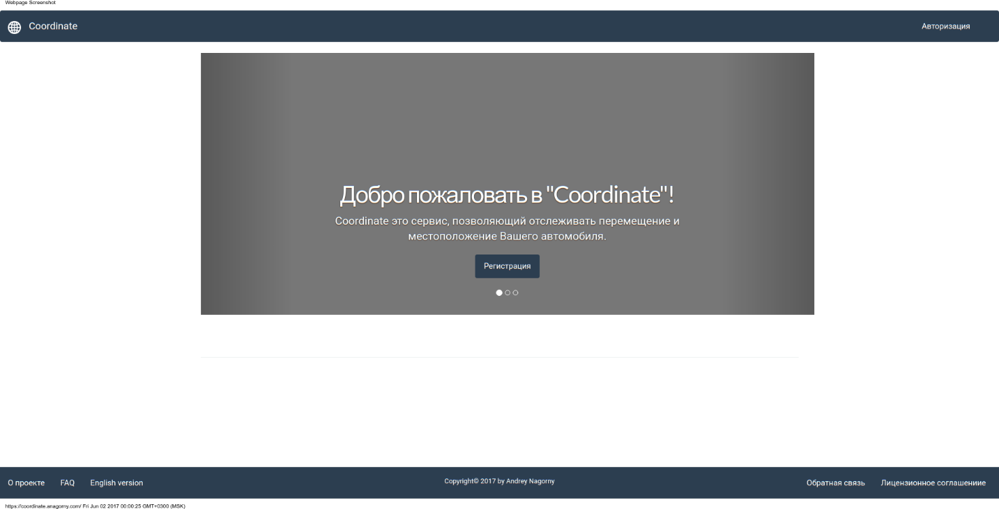 Webpage Screenshot
Coordinate
Авторизация
Добро пожаловать в "Coordinate"!
Coordinate это сервис, позволяющий отслеживать перемещение и
местоположение Вашего автомобиля.
Регистрация
О проекте
FAQ
English version
Copyright© 2017 by Andrey Nagorny
Обратная связь
Лицензионное соглашениие
https://coordinate.anagorny.com/ Fri Jun 02 2017 00:00:25 GMT+0300 (MSK)